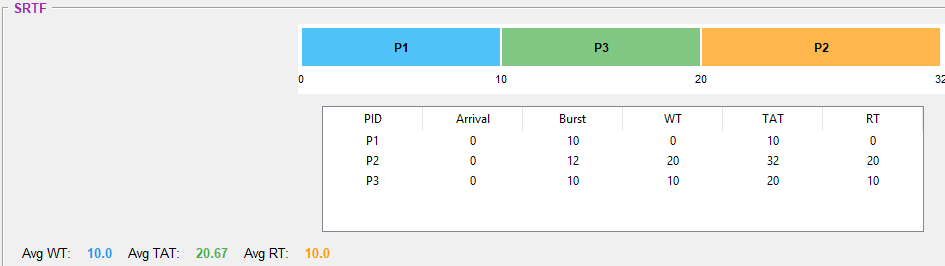 SRTF
P1 P3 P2
0 10 20 32
PID Arrival Burst WT TAT RT
P1 0 10 0 10 0
P2 0 12 20 32 20
P3 0 10 10 20 10
Avg WT: 10.0 Avg TAT: 20.67 Avg RT: 10.0